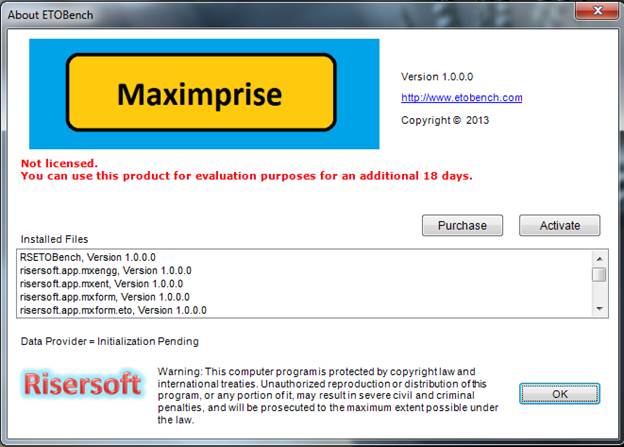 About ETOBench
Maximprise
Version 1.0.0.0
http://www.etobench.com
Copyright © 2013
Not licensed.
You can use this product for evaluation purposes for an additional 18 days.
Purchase
Activate
Installed Files
RSETOBench, Version 1.0.0.0
risersoft.app.mxengg, Version 1.0.0.0
risersoft.app.mxent, Version 1.0.0.0
risersoft.app.mxform, Version 1.0.0.0
risersoft.app.mxform.eto, Version 1.0.0.0
Data Provider = Initialization Pending
Risersoft
Warning: This computer program is protected by copyright law and
international treaties. Unauthorized reproduction or distribution of this
program, or any portion of it, may result in severe civil and criminal
penalties, and will be prosecuted to the maximum extent possible under
the law.
OK